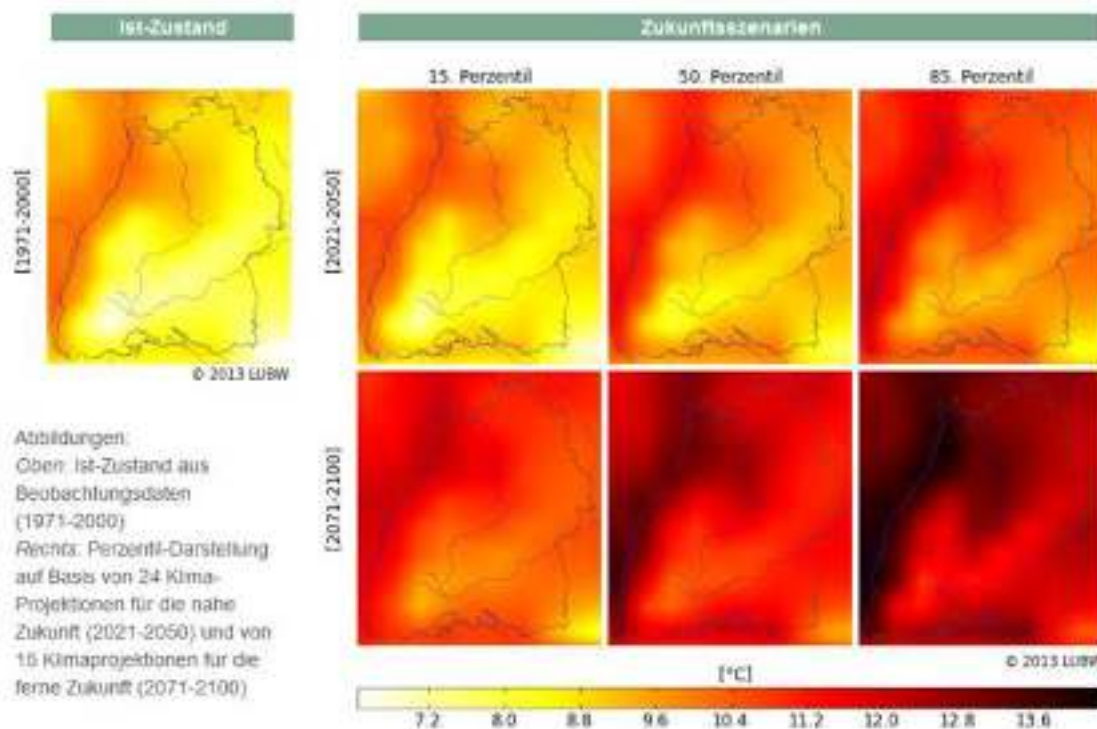 Ist-Zustand
Zukunftsszenarien
15. Perzentil
50. Perzentil
85. Perzentil
[1971-2000]
[2021-2050]
© 2013 LUBW
[2071-2100]
Abbildungen:
Oben: Ist-Zustand aus
Beobachtungsdaten
(1971-2000)
Rechts: Perzentil-Darstellung
auf Basis von 24 Klima-
Projektionen für die nahe
Zukunft (2021-2050) und von
15 Klimaprojektionen für die
ferne Zukunft (2071-2100)
© 2013 LUBW
[°C]
7.2 8.0 8.8 9.6 10.4 11.2 12.0 12.8 13.6